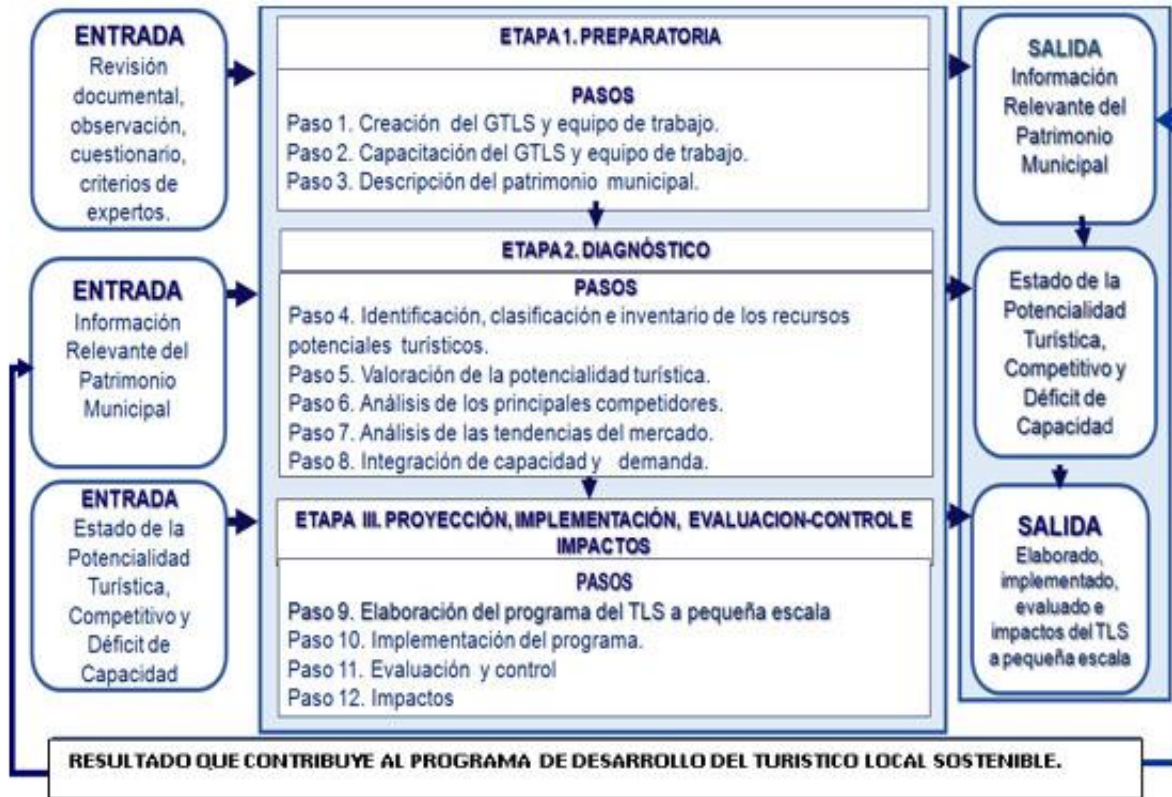 ENTRADA
Revisión
documental,
observación,
cuestionario,
criterios de
expertos.
ETAPA 1. PREPARATORIA
PASOS
Paso 1. Creación del GTLS y equipo de trabajo.
Paso 2. Capacitación del GTLS y equipo de trabajo.
Paso 3. Descripción del patrimonio municipal.
SALIDA
Información
Relevante del
Patrimonio
Municipal
ENTRADA
Información
Relevante del
Patrimonio
Municipal
ETAPA 2. DIAGNÓSTICO
PASOS
Paso 4. Identificación, clasificación e inventario de los recursos
potenciales turísticos.
Paso 5. Valoración de la potencialidad turística.
Paso 6. Análisis de los principales competidores.
Paso 7. Análisis de las tendencias del mercado.
Paso 8. Integración de capacidad y demanda.
Estado de la
Potencialidad
Turística,
Competitivo y
Déficit de
Capacidad
ENTRADA
Estado de la
Potencialidad
Turística,
Competitivo y
Déficit de
Capacidad
ETAPA III. PROYECCIÓN, IMPLEMENTACIÓN, EVALUACION-CONTROL E
IMPACTOS
PASOS
Paso 9. Elaboración del programa del TLS a pequeña escala
Paso 10. Implementación del programa.
Paso 11. Evaluación y control
Paso 12. Impactos
SALIDA
Elaborado,
implementado,
evaluado e
impactos del TLS
a pequeña escala
RESULTADO QUE CONTRIBUYE AL PROGRAMA DE DESARROLLO DEL TURISTICO LOCAL SOSTENIBLE.